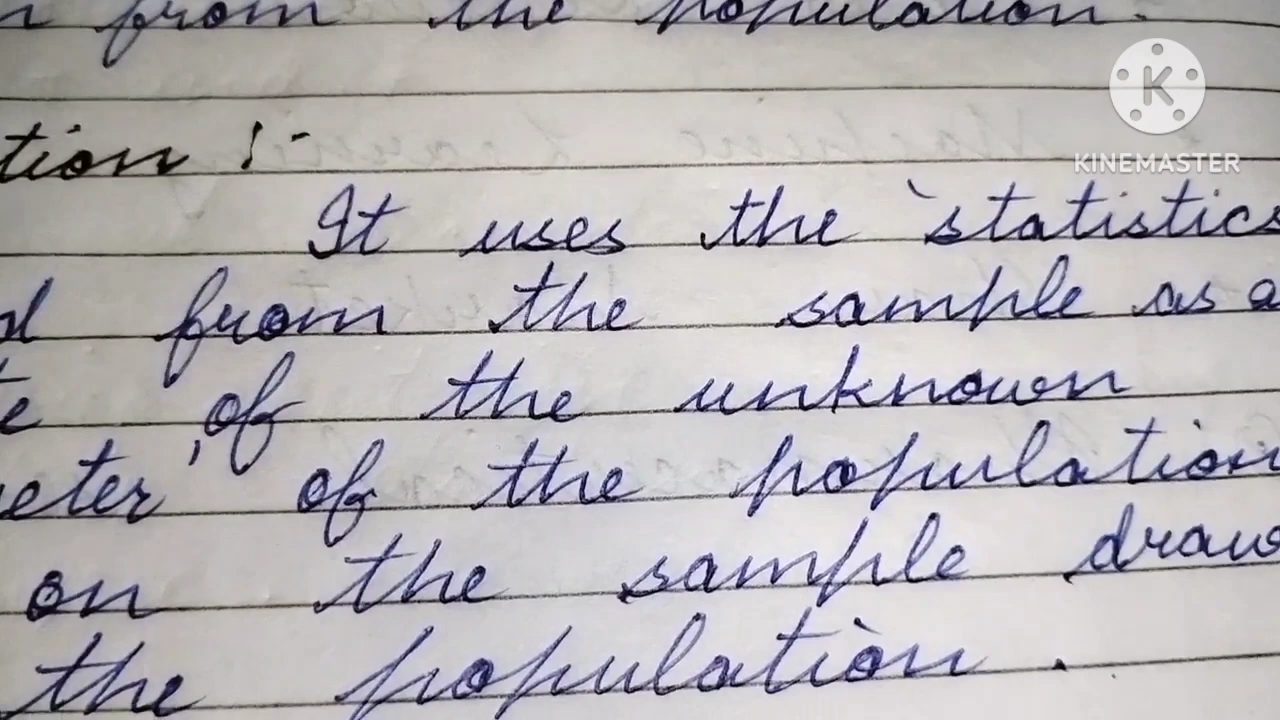 from the population.
tion :-
It uses the 'statistics
from the sample as a
of the unknown
eter' of the population
on the sample draw
the population.
KINEMASTER